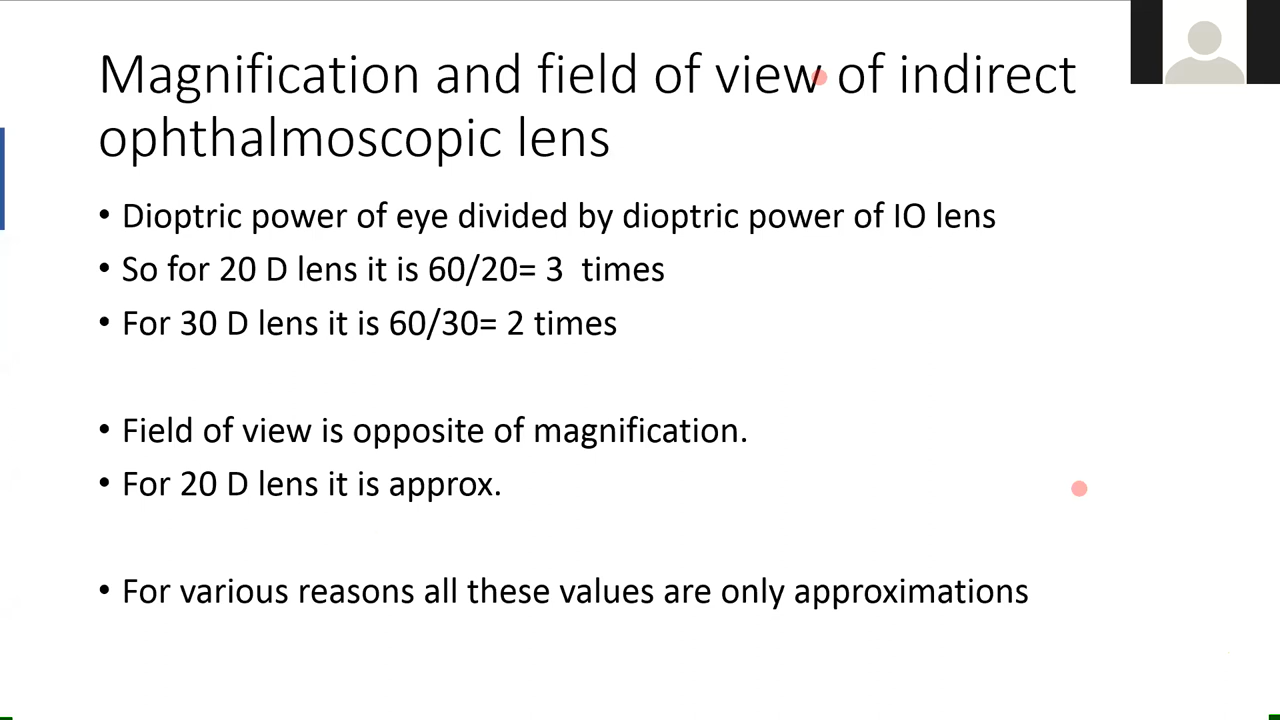 Magnification and field of view of indirect
ophthalmoscopic lens
• Dioptric power of eye divided by dioptric power of IO lens
• So for 20 D lens it is 60/20= 3  times
• For 30 D lens it is 60/30= 2 times
• Field of view is opposite of magnification.
• For 20 D lens it is approx.
• For various reasons all these values are only approximations